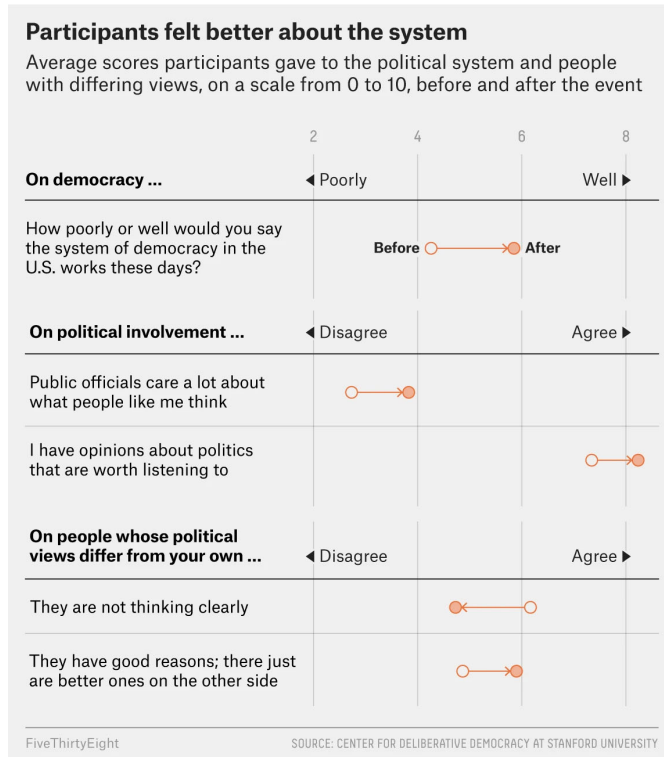 Participants felt better about the system
Average scores participants gave to the political system and people
with differing views, on a scale from 0 to 10, before and after the event
2 4 6 8
On democracy ... ◀ Poorly Well ▶
How poorly or well would you say
the system of democracy in the
U.S. works these days?
Before After
On political involvement ... ◀ Disagree Agree ▶
Public officials care a lot about
what people like me think
I have opinions about politics
that are worth listening to
On people whose political
views differ from your own ... ◀ Disagree Agree ▶
They are not thinking clearly
They have good reasons; there just
are better ones on the other side
FiveThirtyEight SOURCE: CENTER FOR DELIBERATIVE DEMOCRACY AT STANFORD UNIVERSITY